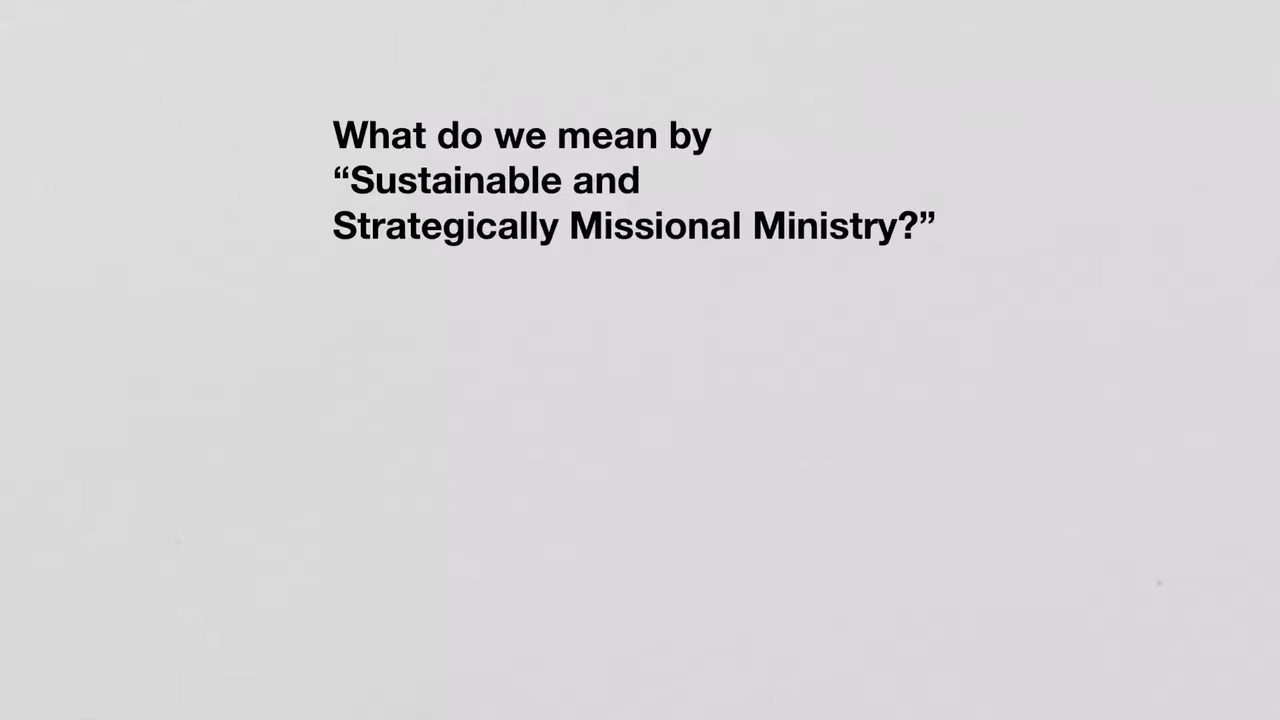 What do we mean by
“Sustainable and
Strategically Missional Ministry?”